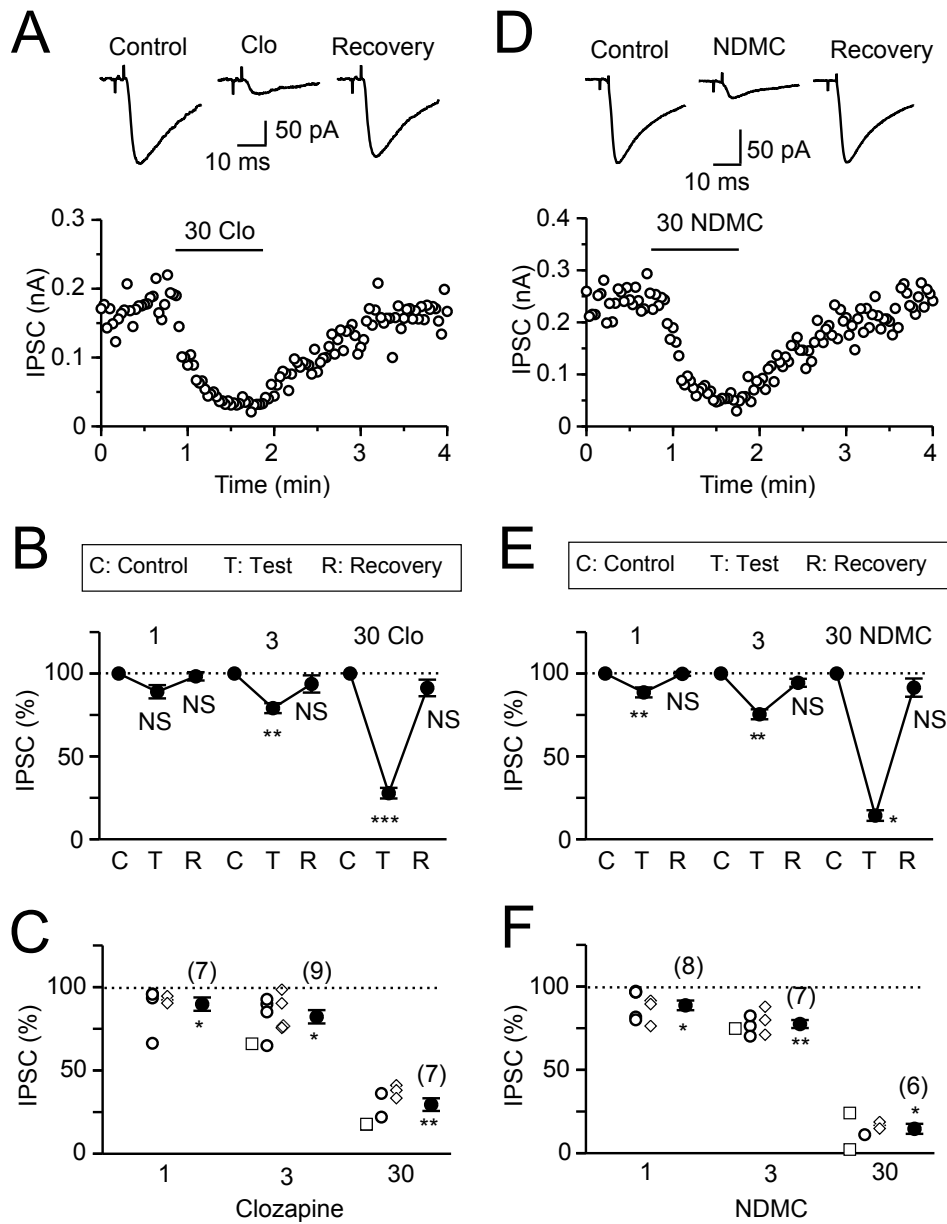 A
Control Clo Recovery
50 pA
10 ms
0.3
30 Clo
0.2
0.1
0
IPSC (nA)
0 1 2 3 4
Time (min)
B
C: Control T: Test R: Recovery
1 3 30 Clo
100
NS NS ** NS *** NS
50
0
IPSC (%)
C T R C T R C T R
C
(7) (9) (7)
100
* * **
50
0
IPSC (%)
1 3 30
Clozapine
D
Control NDMC Recovery
50 pA
10 ms
0.4
30 NDMC
0.3
0.2
0.1
0
IPSC (nA)
0 1 2 3 4
Time (min)
E
C: Control T: Test R: Recovery
1 3 30 NDMC
100
** NS ** NS * NS
50
0
IPSC (%)
C T R C T R C T R
F
(8) (7) (6)
100
* ** *
50
0
IPSC (%)
1 3 30
NDMC